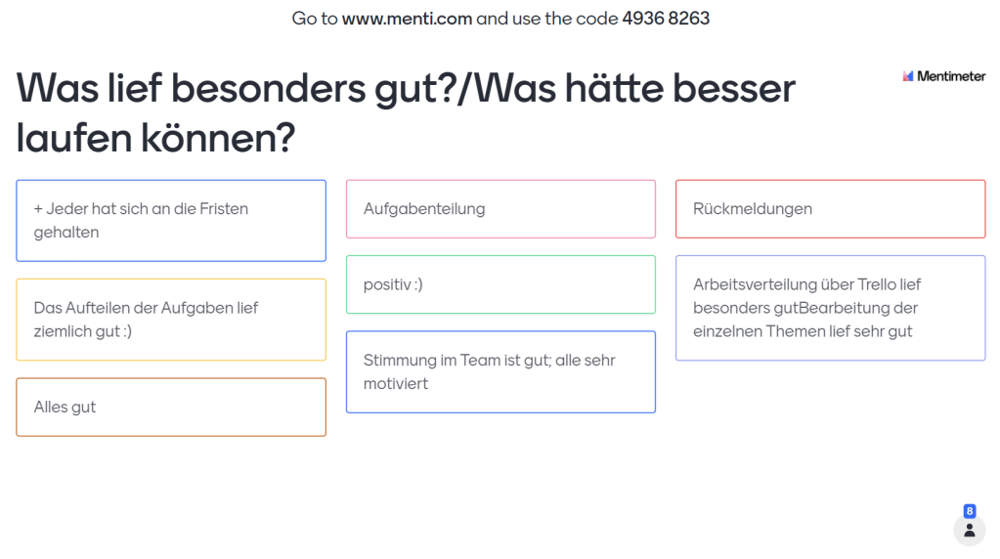 Go to www.menti.com and use the code 4936 8263
Mentimeter
Was lief besonders gut?/Was hätte besser
laufen können?
+ Jeder hat sich an die Fristen
gehalten
Das Aufteilen der Aufgaben lief
ziemlich gut :)
Alles gut
Aufgabenteilung
positiv :)
Stimmung im Team ist gut; alle sehr
motiviert
Rückmeldungen
Arbeitsverteilung über Trello lief
besonders gutBearbeitung der
einzelnen Themen lief sehr gut
8